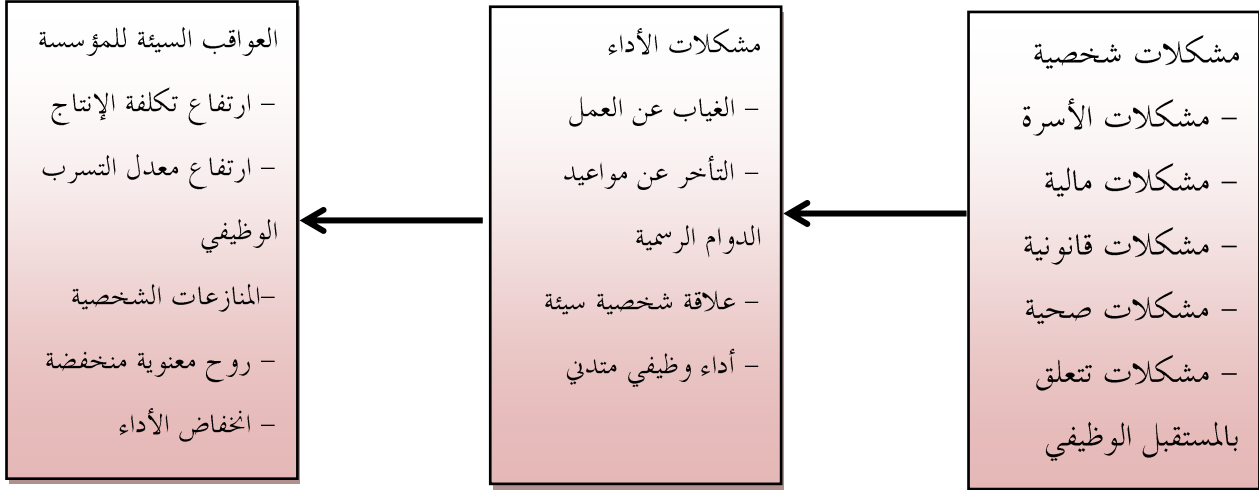 مشكلات شخصية
– مشكلات الأسرة
– مشكلات مالية
– مشكلات قانونية
– مشكلات صحية
– مشكلات تتعلق
بالمستقبل الوظيفي
مشكلات الأداء
– الغياب عن العمل
– التأخر عن مواعيد
الدوام الرسمية
– علاقة شخصية سيئة
– أداء وظيفي متدني
العواقب السيئة للمؤسسة
– ارتفاع تكلفة الإنتاج
– ارتفاع معدل التسرب
الوظيفي
–المنازعات الشخصية
– روح معنوية منخفضة
– انخفاض الأداء